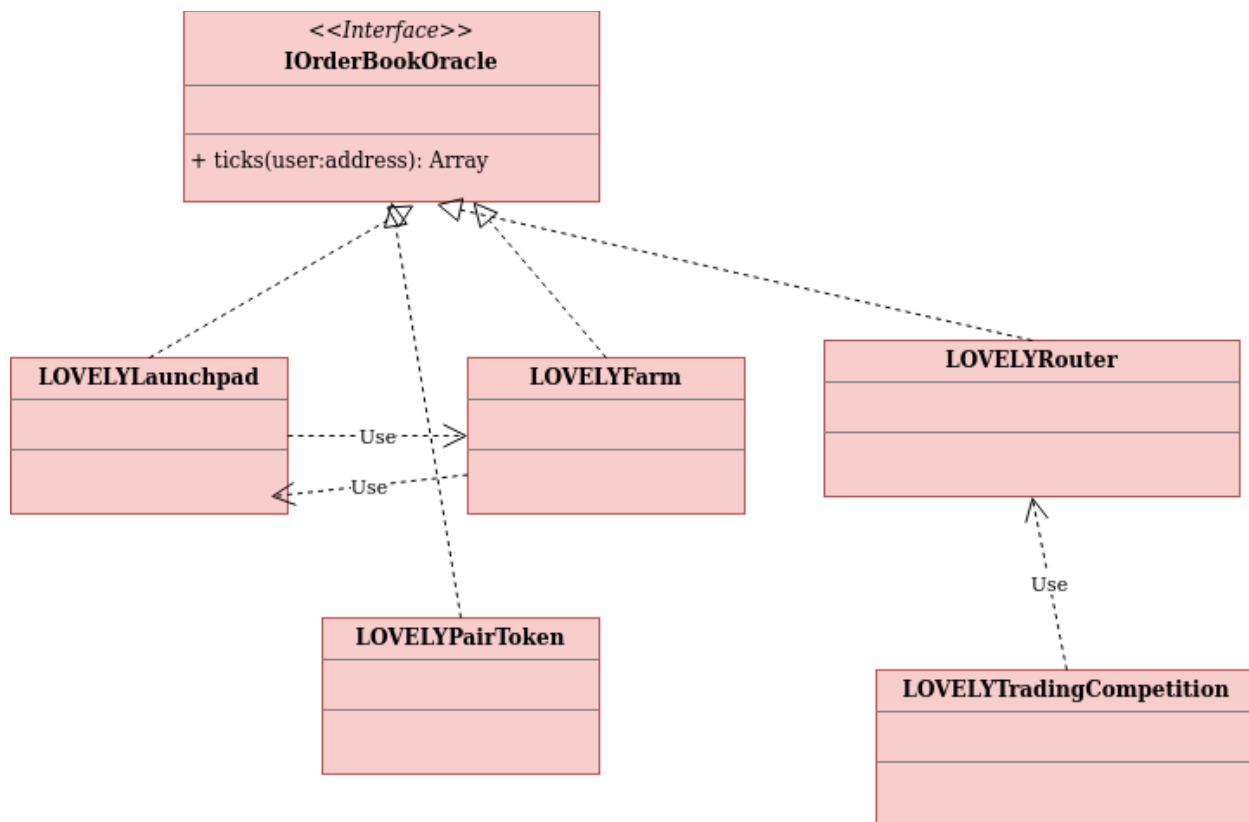 <<Interface>>
IOrderBookOracle
+ ticks(user:address): Array
LOVELYLaunchpad
LOVELYFarm
LOVELYRouter
Use
Use
Use
LOVELYPairToken
LOVELYTradingCompetition